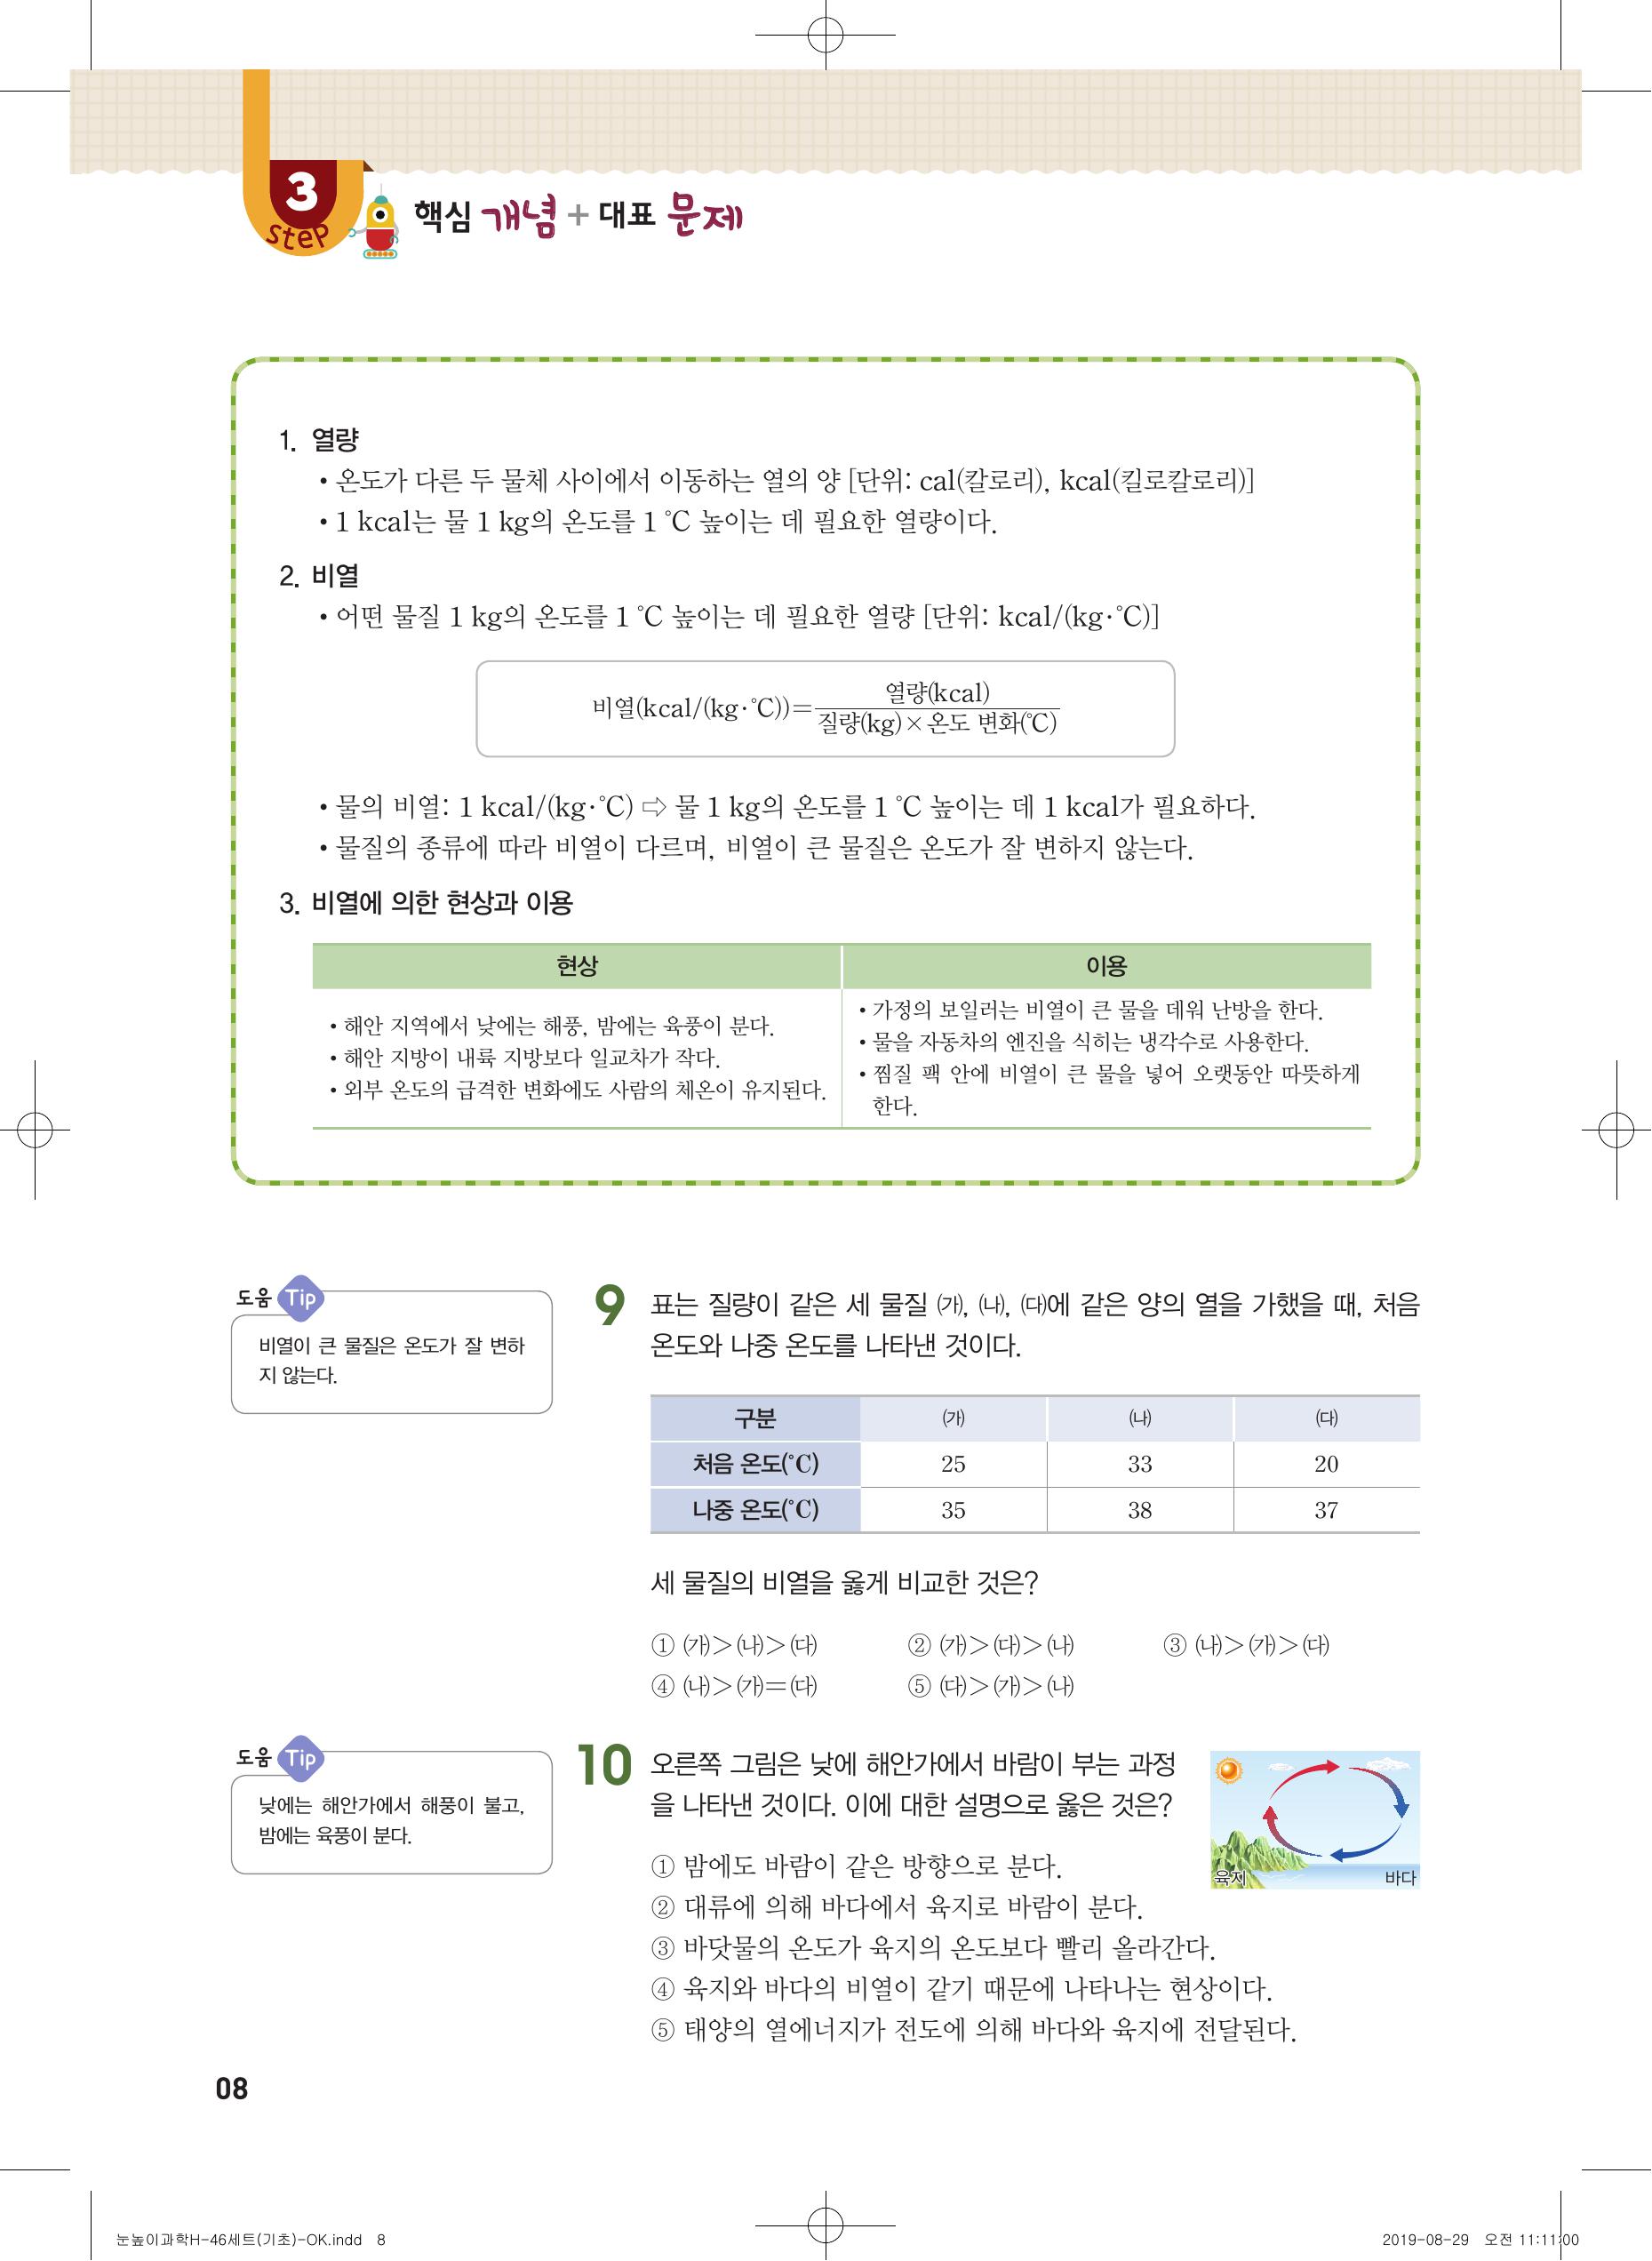 3
steP
핵심 개념 + 대표 문제
1. 열량
• 온도가 다른 두 물체 사이에서 이동하는 열의 양 [단위: cal(칼로리), kcal(킬로칼로리)]
• 1 kcal는 물 1 kg의 온도를 1 ℃ 높이는 데 필요한 열량이다.
2. 비열
• 어떤 물질 1 kg의 온도를 1 ℃ 높이는 데 필요한 열량 [단위: kcal/(kg·℃)]
비열(kcal/(kg·℃))= 열량(kcal) / 질량(kg)×온도 변화(℃)
• 물의 비열: 1 kcal/(kg·℃) ⇨ 물 1 kg의 온도를 1 ℃ 높이는 데 1 kcal가 필요하다.
• 물질의 종류에 따라 비열이 다르며, 비열이 큰 물질은 온도가 잘 변하지 않는다.
3. 비열에 의한 현상과 이용
현상 이용
• 해안 지역에서 낮에는 해풍, 밤에는 육풍이 분다.
• 해안 지방이 내륙 지방보다 일교차가 작다.
• 외부 온도의 급격한 변화에도 사람의 체온이 유지된다.
• 가정의 보일러는 비열이 큰 물을 데워 난방을 한다.
• 물을 자동차의 엔진을 식히는 냉각수로 사용한다.
• 찜질 팩 안에 비열이 큰 물을 넣어 오랫동안 따뜻하게
한다.
도움 Tip
비열이 큰 물질은 온도가 잘 변하
지 않는다.
9 표는 질량이 같은 세 물질 ㈎, ㈏, ㈐에 같은 양의 열을 가했을 때, 처음
온도와 나중 온도를 나타낸 것이다.
구분 ㈎ ㈏ ㈐
처음 온도(℃) 25 33 20
나중 온도(℃) 35 38 37
세 물질의 비열을 옳게 비교한 것은?
① ㈎>㈏>㈐ ② ㈎>㈐>㈏ ③ ㈏>㈎>㈐
④ ㈏>㈎=㈐ ⑤ ㈐>㈎>㈏
도움 Tip
낮에는 해안가에서 해풍이 불고,
밤에는 육풍이 분다.
10 오른쪽 그림은 낮에 해안가에서 바람이 부는 과정
을 나타낸 것이다. 이에 대한 설명으로 옳은 것은?
육지 바다
① 밤에도 바람이 같은 방향으로 분다.
② 대류에 의해 바다에서 육지로 바람이 분다.
③ 바닷물의 온도가 육지의 온도보다 빨리 올라간다.
④ 육지와 바다의 비열이 같기 때문에 나타나는 현상이다.
⑤ 태양의 열에너지가 전도에 의해 바다와 육지에 전달된다.
08
눈높이과학H-46세트(기초)-OK.indd 8
2019-08-29 오전 11:11:00